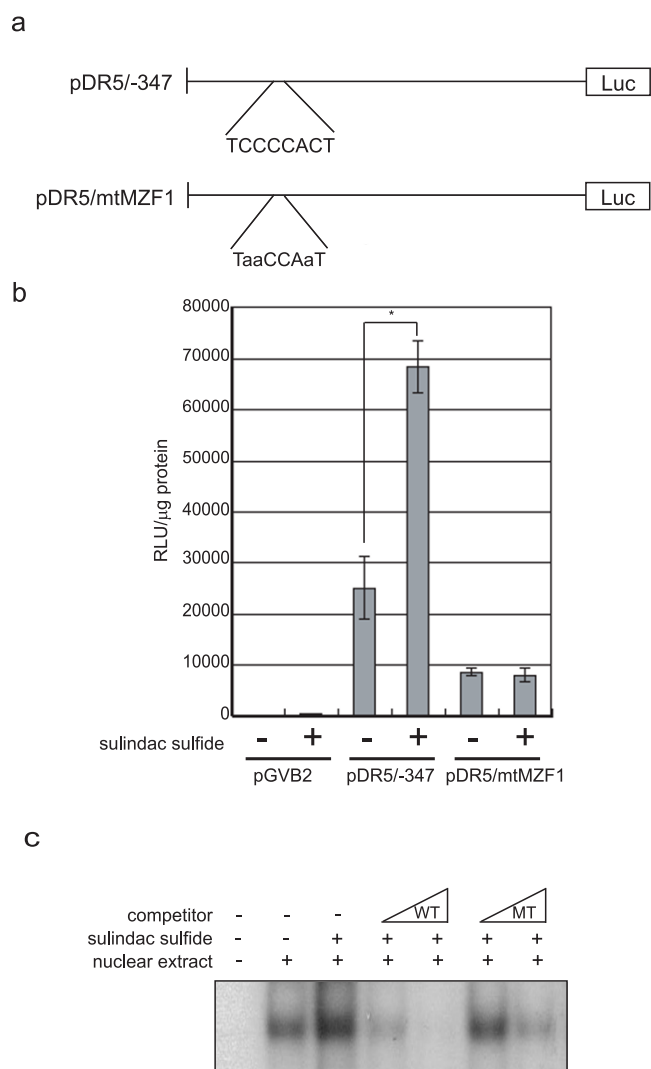 a
pDR5/-347
Luc
TCCCCACT
pDR5/mtMZF1
Luc
TaaCCAaT
b
80000
*
70000
60000
50000
40000
30000
20000
10000
0
RLU/μg protein
sulindac sulfide - + - + - +
pGVB2 pDR5/-347 pDR5/mtMZF1
c
competitor - - - WT MT
sulindac sulfide - - + + + + +
nuclear extract - + + + + + +